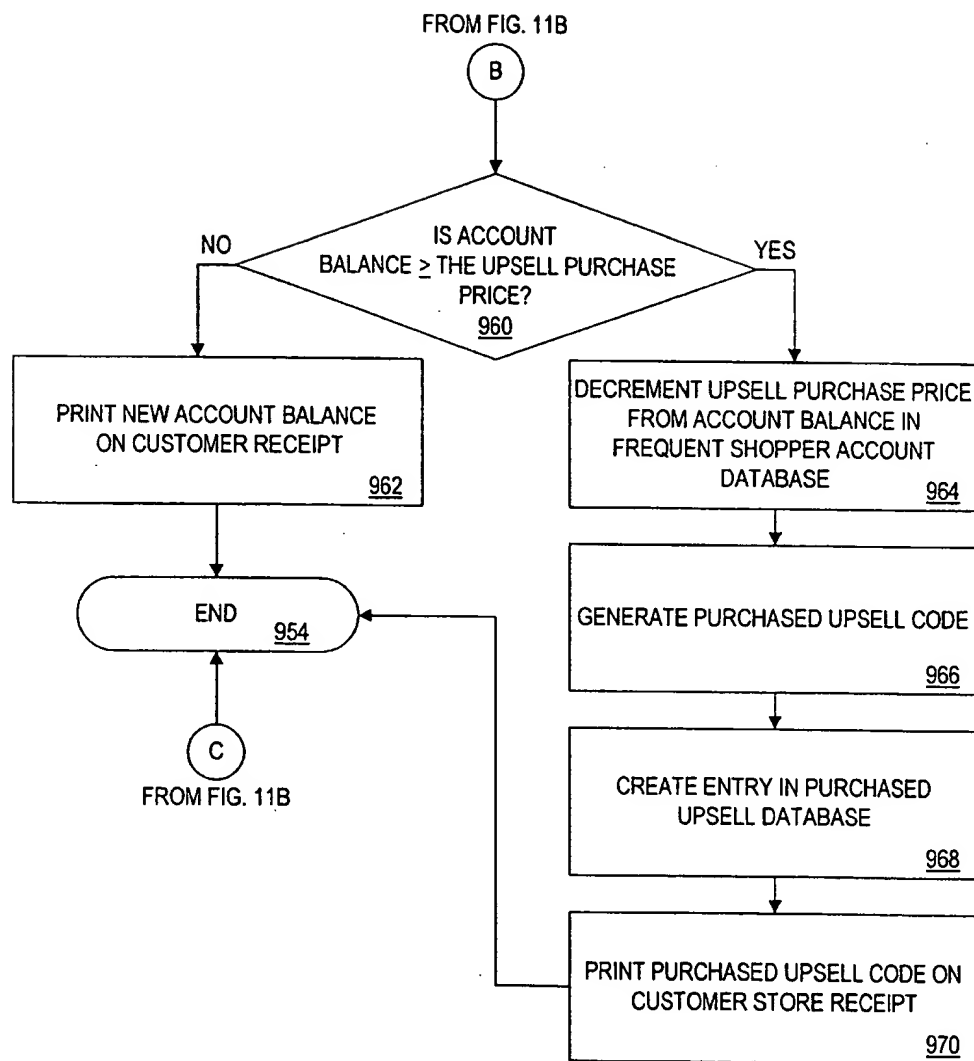 FROM FIG. 11B
B
IS ACCOUNT
BALANCE ≥ THE UPSELL PURCHASE
PRICE?
960
NO
YES
PRINT NEW ACCOUNT BALANCE
ON CUSTOMER RECEIPT
962
DECREMENT UPSELL PURCHASE PRICE
FROM ACCOUNT BALANCE IN
FREQUENT SHOPPER ACCOUNT
DATABASE
964
END
954
GENERATE PURCHASED UPSELL CODE
966
C
FROM FIG. 11B
CREATE ENTRY IN PURCHASED
UPSELL DATABASE
968
PRINT PURCHASED UPSELL CODE ON
CUSTOMER STORE RECEIPT
970